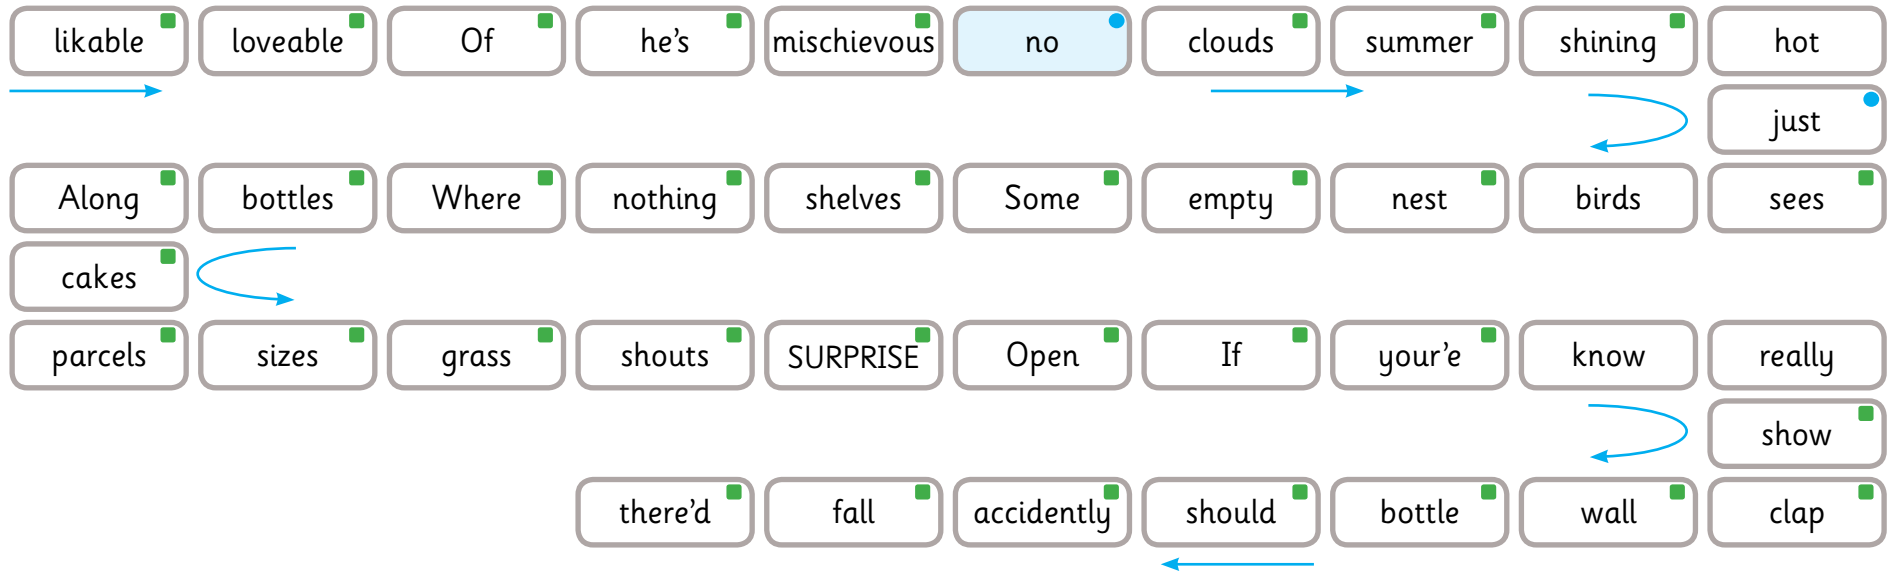 likable loveable Of he’s mischievous no clouds summer shining hot
just
Along bottles Where nothing shelves Some empty nest birds sees
cakes
parcels sizes grass shouts SURPRISE Open If your’e know really
show
there’d fall accidently should bottle wall clap